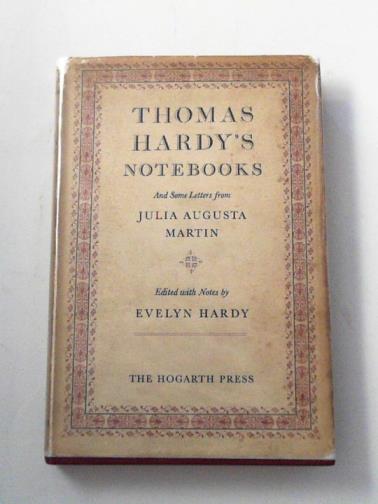 THOMAS
HARDY'S
NOTEBOOKS
And Some Letters from
JULIA AUGUSTA
MARTIN
Edited with Notes by
EVELYN HARDY
THE HOGARTH PRESS